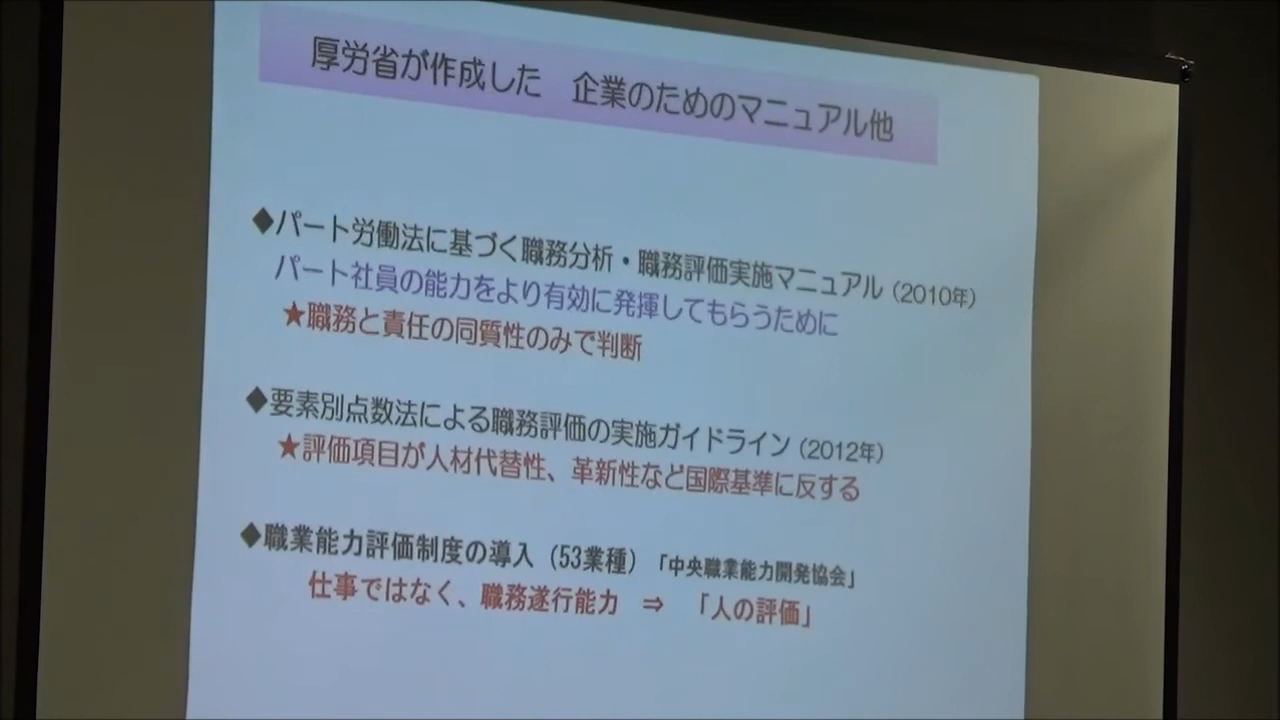 厚労省が作成した　企業のためのマニュアル他
◆パート労働法に基づく職務分析・職務評価実施マニュアル（2010年）
パート社員の能力をより有効に発揮してもらうために
★職務と責任の同質性のみで判断
◆要素別点数法による職務評価の実施ガイドライン（2012年）
★評価項目が人材代替性、革新性など国際基準に反する
◆職業能力評価制度の導入（53業種）「中央職業能力開発協会」
仕事ではなく、職務遂行能力　⇒　「人の評価」